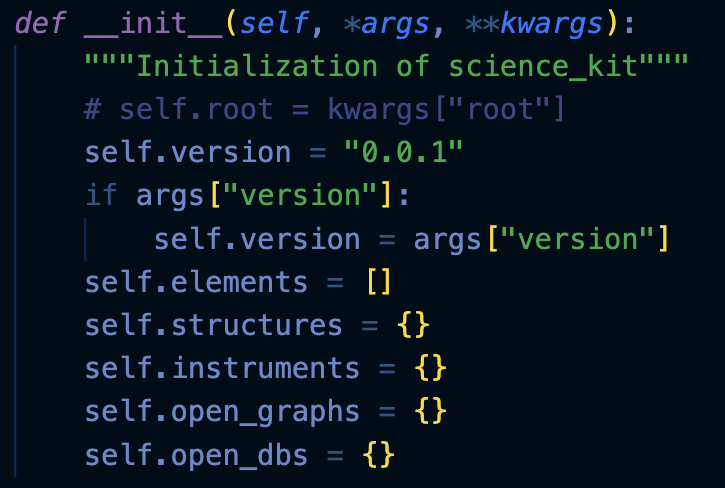 def __init__(self, *args, **kwargs):
    """Initialization of science_kit"""
    # self.root = kwargs["root"]
    self.version = "0.0.1"
    if args["version"]:
        self.version = args["version"]
    self.elements = []
    self.structures = {}
    self.instruments = {}
    self.open_graphs = {}
    self.open_dbs = {}